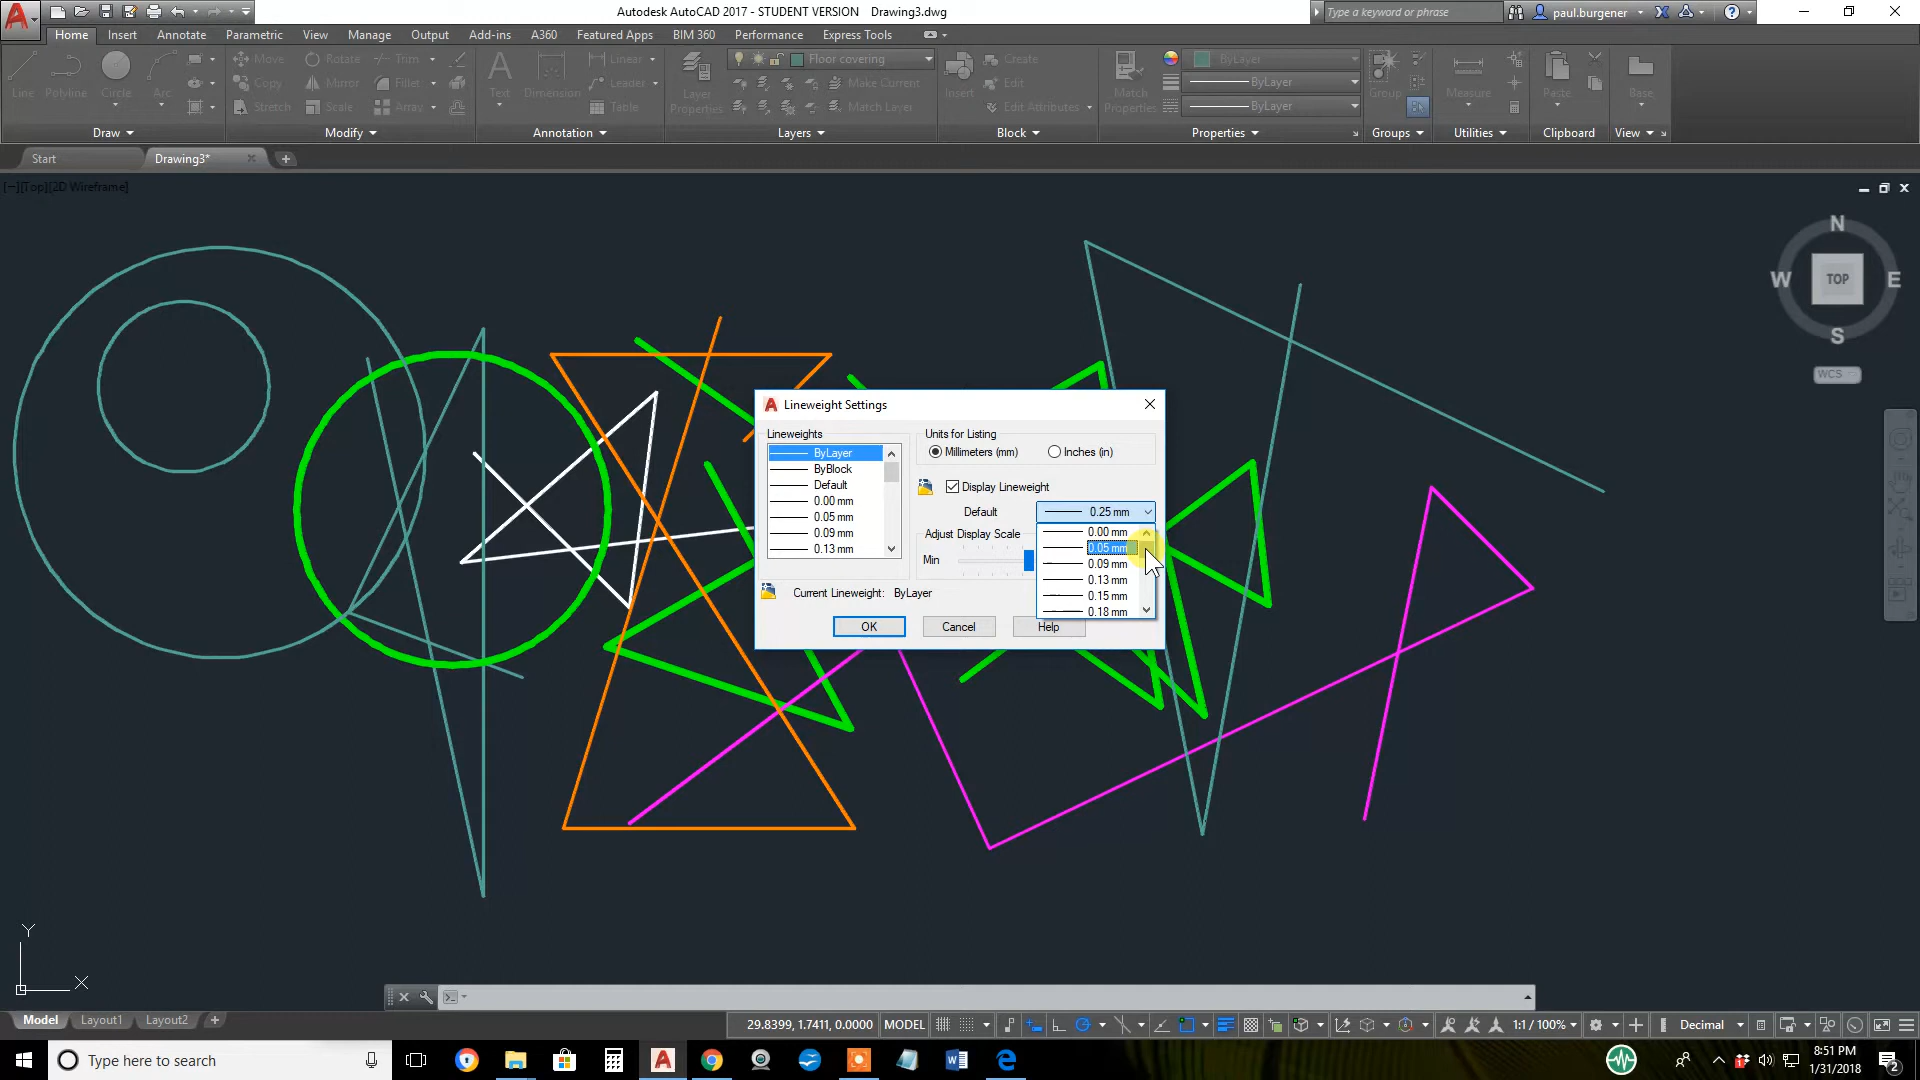 Autodesk AutoCAD 2017 - STUDENT VERSION Drawing3.dwg
Type a keyword or phrase
paul.burgener
Home Insert Annotate Parametric View Manage Output Add-ins A360 Featured Apps BIM 360 Performance Express Tools
Line Polyline Circle Arc
Move Rotate Trim
Copy Mirror Fillet
Stretch Scale Array
Text Dimension
Linear
Leader
Table
Layer Properties
Floor covering
Make Current
Match Layer
Insert
Create
Edit
Edit Attributes
Match Properties
ByLayer
ByLayer
ByLayer
Group Measure Paste Base
Draw Modify Annotation Layers Block Properties Groups Utilities Clipboard View
Start Drawing3*
[−][Top][2D Wireframe]
N
W TOP E
S
WCS
Lineweight Settings
Lineweights
ByLayer
ByBlock
Default
0.00 mm
0.05 mm
0.09 mm
0.13 mm
Units for Listing
Millimeters (mm) Inches (in)
Display Lineweight
Default 0.25 mm
0.00 mm
0.05 mm
0.09 mm
0.13 mm
0.15 mm
0.18 mm
Adjust Display Scale
Min
Current Lineweight: ByLayer
OK Cancel Help
Y
X
Model Layout1 Layout2
29.8399, 1.7411, 0.0000 MODEL 1:1 / 100% Decimal
Type here to search
8:51 PM
1/31/2018
2